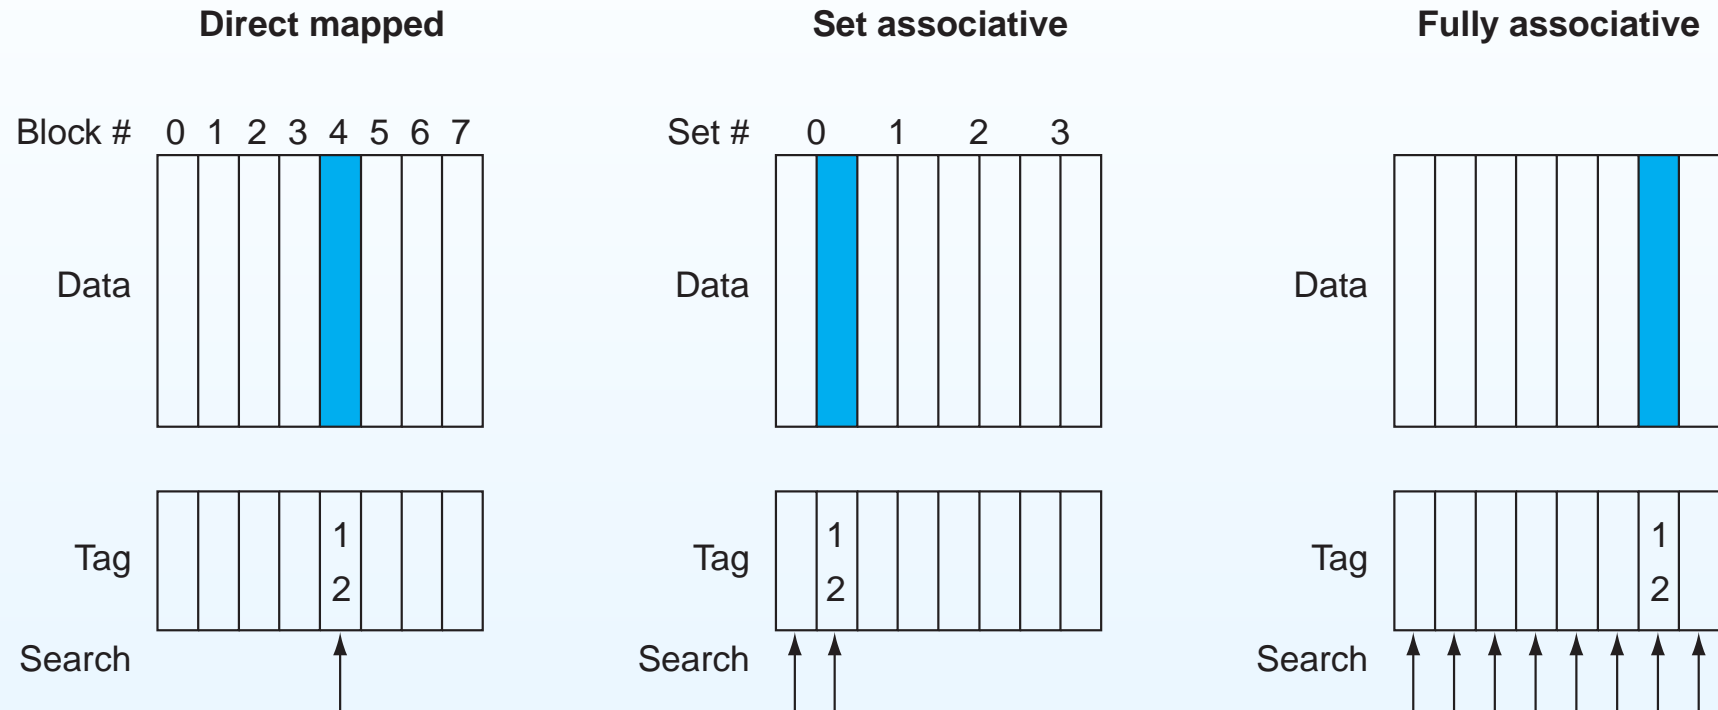 Direct mapped Set associative Fully associative
Block # 0 1 2 3 4 5 6 7 Set # 0 1 2 3
Data Data Data
1 1 1
Tag Tag Tag
2 2 2
Search Search Search